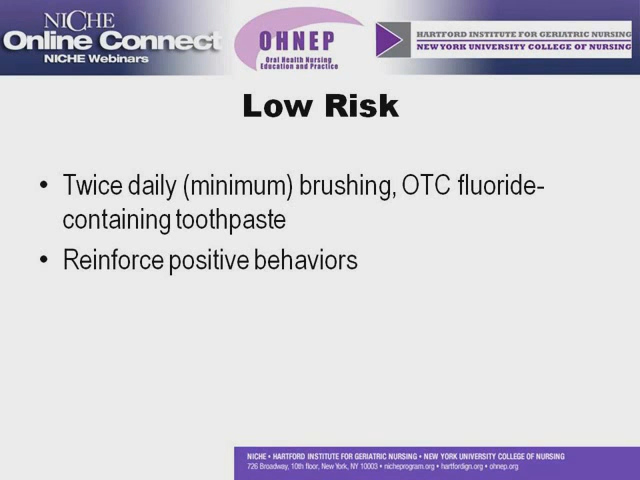 NICHE
Online Connect
NICHE Webinars
OHNEP
Oral Health Nursing
Education and Practice
HARTFORD INSTITUTE FOR GERIATRIC NURSING
NEW YORK UNIVERSITY COLLEGE OF NURSING
Low Risk
• Twice daily (minimum) brushing, OTC fluoride-
containing toothpaste
• Reinforce positive behaviors
NICHE • HARTFORD INSTITUTE FOR GERIATRIC NURSING • NEW YORK UNIVERSITY COLLEGE OF NURSING
726 Broadway, 10th floor, New York, NY 10003 • nicheprogram.org • hartfordign.org • ohnep.org